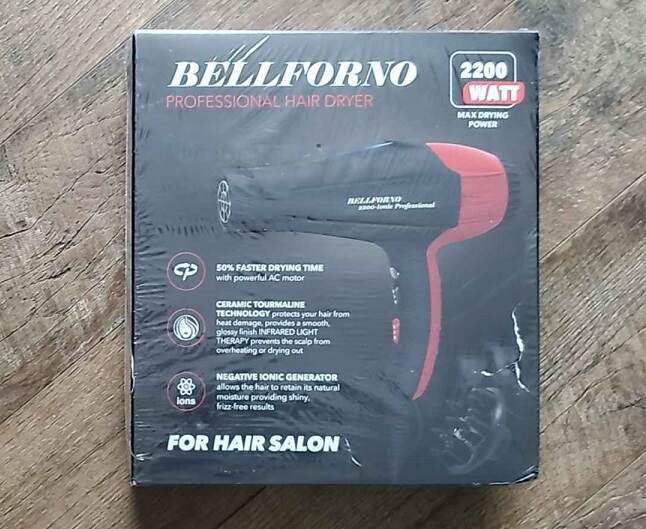 BELLFORNO
PROFESSIONAL HAIR DRYER
2200
WATT
MAX DRYING
POWER
BELLFORNO
2200-Ionic Professional
50% FASTER DRYING TIME
with powerful AC motor
CERAMIC TOURMALINE
TECHNOLOGY protects your hair from
heat damage, provides a smooth,
glossy finish INFRARED LIGHT
THERAPY prevents the scalp from
overheating or drying out
NEGATIVE IONIC GENERATOR
allows the hair to retain its natural
moisture providing shiny,
frizz-free results
ions
FOR HAIR SALON